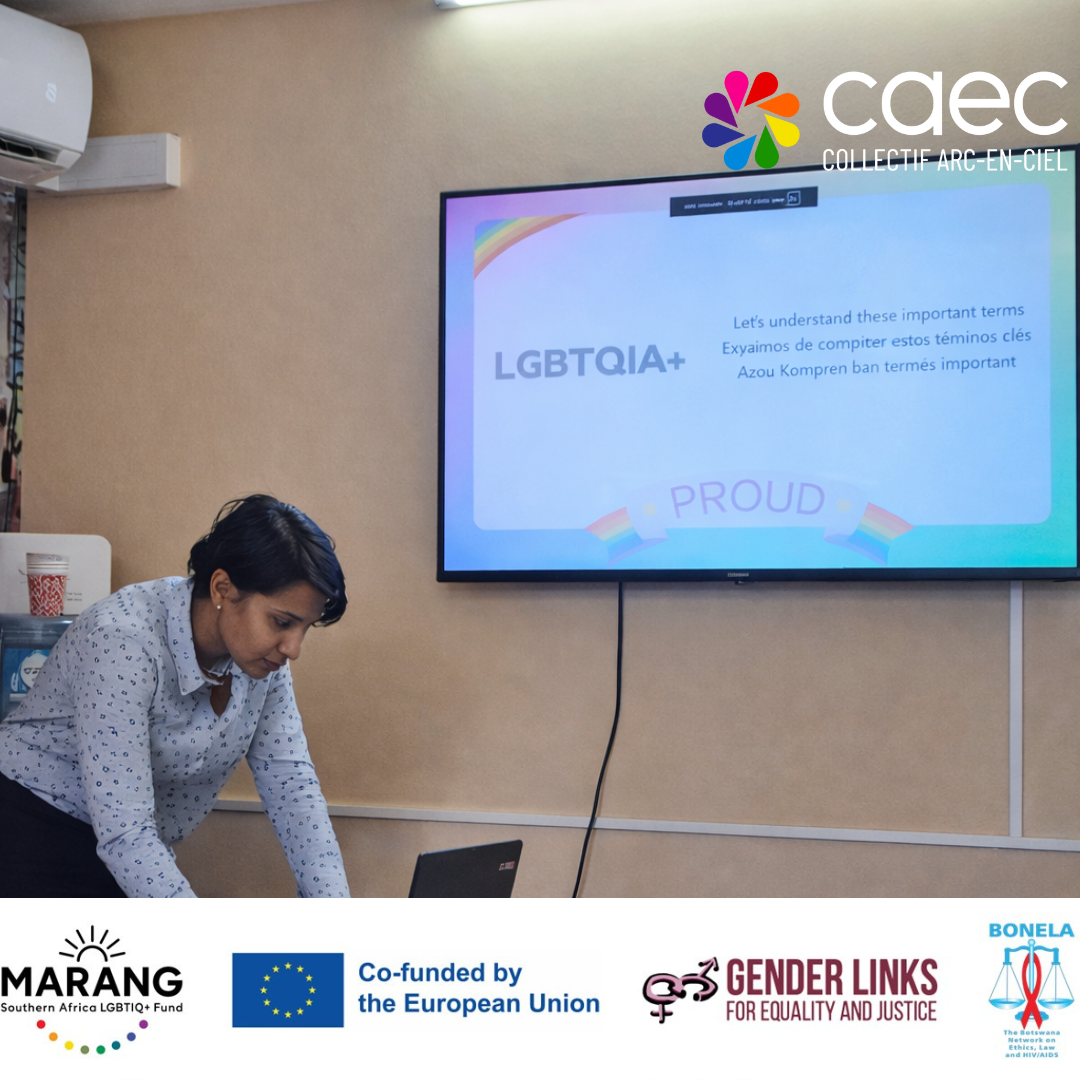 caec
COLLECTIF ARC-EN-CIEL
LGBTQIA+
Let's understand these important terms
Exyaimos de compiter estos téminos clés
Azou Kompren ban termés important
PROUD
MARANG
Southern Africa LGBTIQ+ Fund
Co-funded by
the European Union
GENDER LINKS
FOR EQUALITY AND JUSTICE
BONELA
The Botswana
Network on
Ethics, Law
and HIV/AIDS